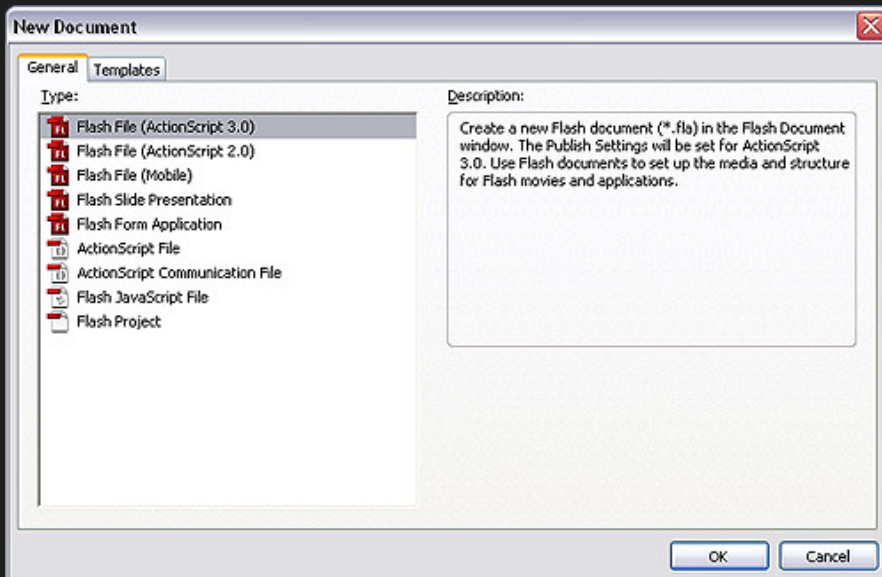 New Document
General
Templates
Type:
Flash File (ActionScript 3.0)
Flash File (ActionScript 2.0)
Flash File (Mobile)
Flash Slide Presentation
Flash Form Application
ActionScript File
ActionScript Communication File
Flash JavaScript File
Flash Project
Description:
Create a new Flash document (*.fla) in the Flash Document
window. The Publish Settings will be set for ActionScript
3.0. Use Flash documents to set up the media and structure
for Flash movies and applications.
OK
Cancel